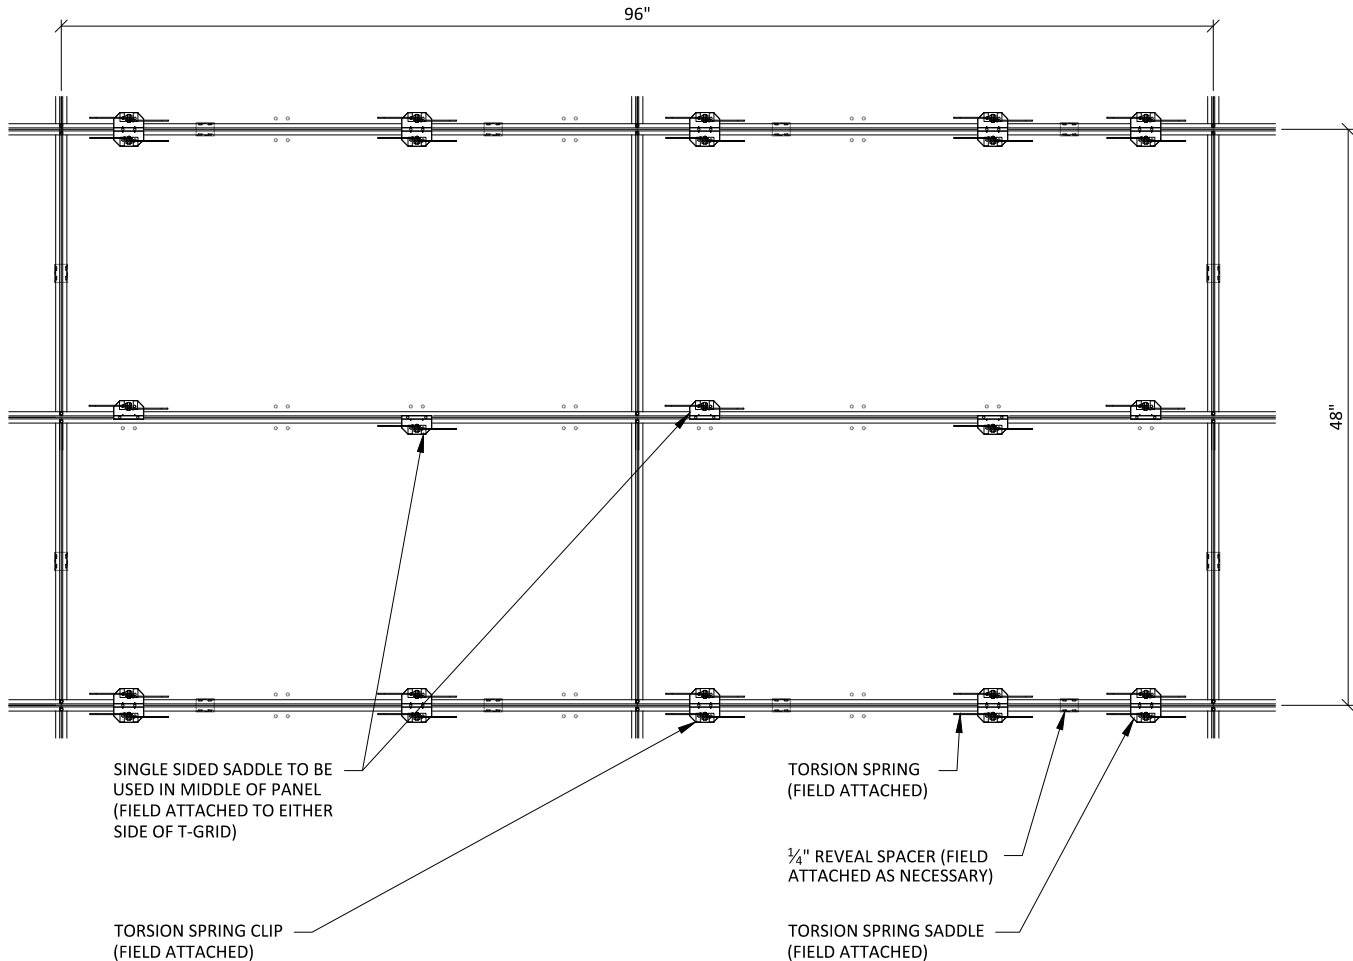 96"
48"
SINGLE SIDED SADDLE TO BE
USED IN MIDDLE OF PANEL
(FIELD ATTACHED TO EITHER
SIDE OF T-GRID)
TORSION SPRING
(FIELD ATTACHED)
¼" REVEAL SPACER (FIELD
ATTACHED AS NECESSARY)
TORSION SPRING CLIP
(FIELD ATTACHED)
TORSION SPRING SADDLE
(FIELD ATTACHED)